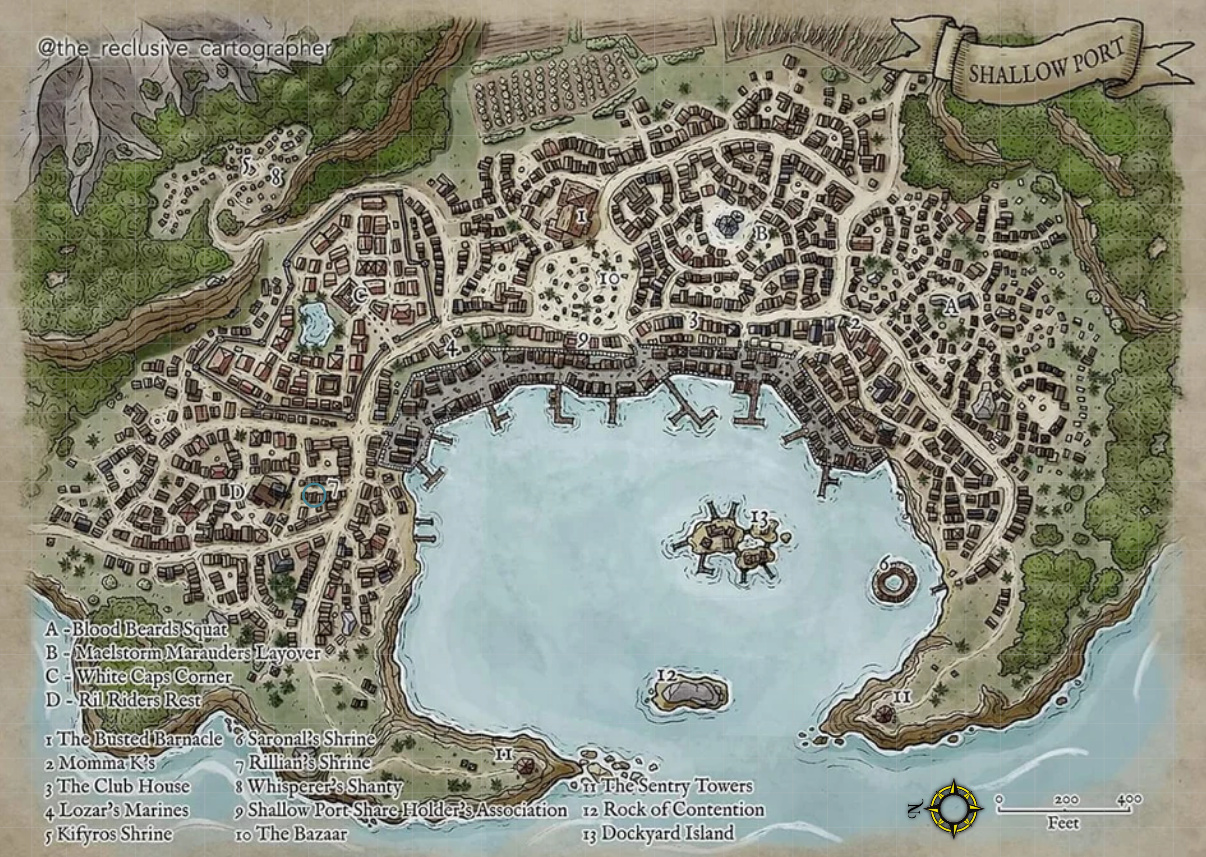 @the_reclusive_cartographer
SHALLOW PORT
5
8
1
B
10
C
A
3
2
4
9
D
7
13
6
12
11
11
A - Blood Beards Squat
B - Maelstorm Marauders Layover
C - White Caps Corner
D - Ril Riders Rest
1 The Busted Barnacle
2 Momma K's
3 The Club House
4 Lozar's Marines
5 Kifyros Shrine
6 Saronal's Shrine
7 Rillian's Shrine
8 Whisperer's Shanty
9 Shallow Port Share Holder's Association
10 The Bazaar
11 The Sentry Towers
12 Rock of Contention
13 Dockyard Island
N
0 200 400
Feet